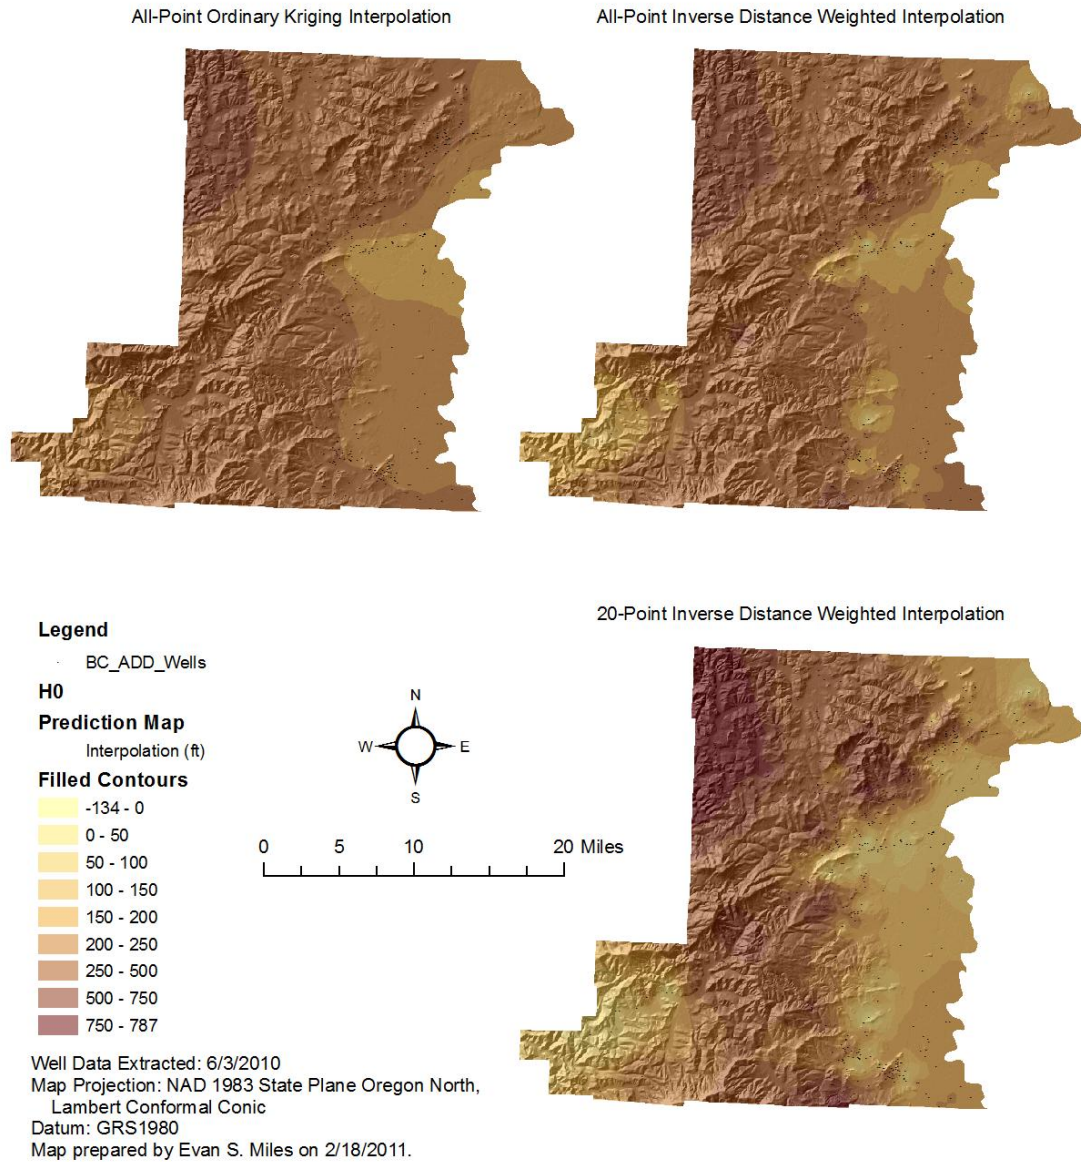 All-Point Ordinary Kriging Interpolation
All-Point Inverse Distance Weighted Interpolation
20-Point Inverse Distance Weighted Interpolation
Legend
BC_ADD_Wells
H0
Prediction Map
Interpolation (ft)
Filled Contours
-134 - 0
0 - 50
50 - 100
100 - 150
150 - 200
200 - 250
250 - 500
500 - 750
750 - 787
N
W E
S
0 5 10 20 Miles
Well Data Extracted: 6/3/2010
Map Projection: NAD 1983 State Plane Oregon North,
Lambert Conformal Conic
Datum: GRS1980
Map prepared by Evan S. Miles on 2/18/2011.